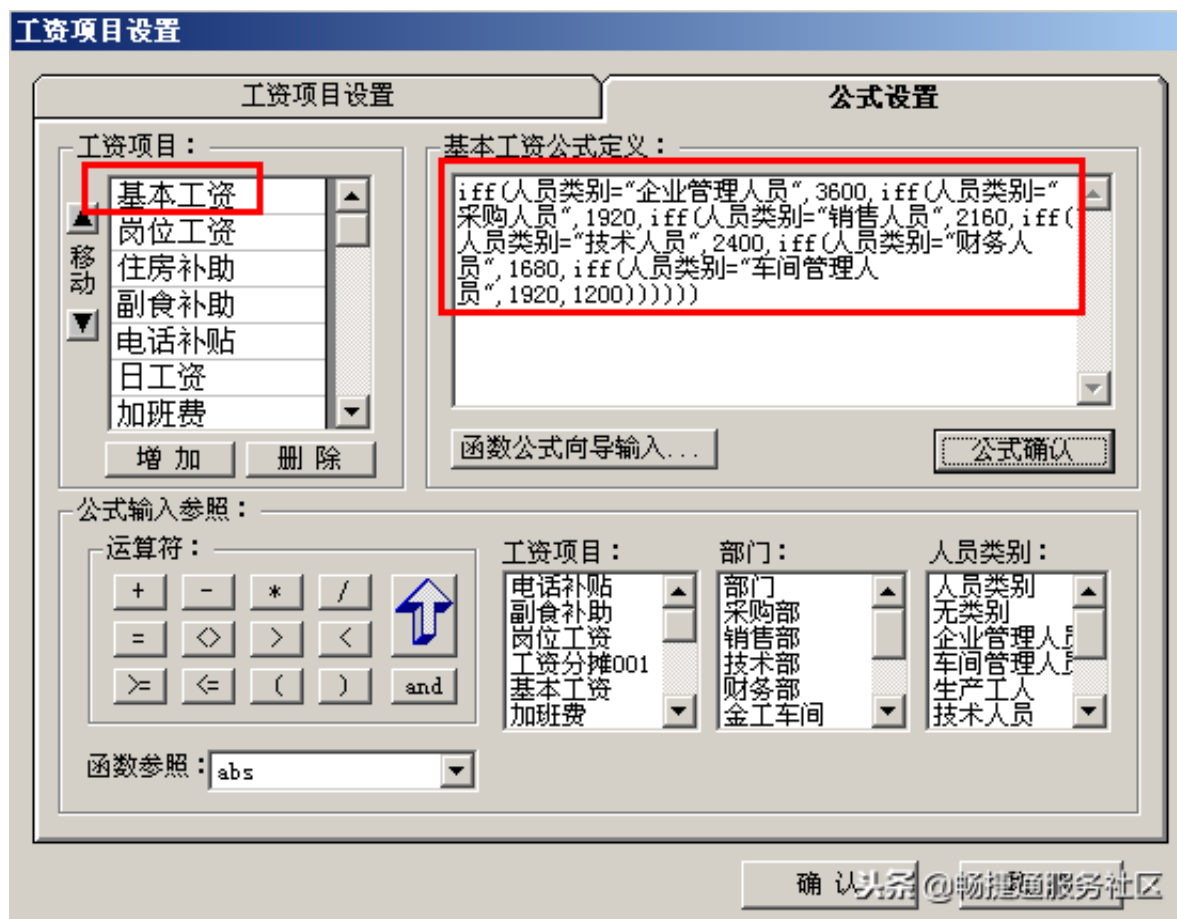 工资项目设置
工资项目设置
公式设置
工资项目：
基本工资
岗位工资
住房补助
副食补助
电话补贴
日工资
加班费
移动
增 加
删 除
基本工资公式定义：
iff(人员类别="企业管理人员",3600,iff(人员类别="
采购人员",1920,iff(人员类别="销售人员",2160,iff(
人员类别="技术人员",2400,iff(人员类别="财务人
员",1680,iff(人员类别="车间管理人
员",1920,1200))))))
函数公式向导输入...
公式确认
公式输入参照：
运算符：
+ - * /
= <> > <
>= <= ( ) and
函数参照：
abs
工资项目：
电话补贴
副食补助
岗位工资
工资分摊001
基本工资
加班费
部门：
部门
采购部
销售部
技术部
财务部
金工车间
人员类别：
人员类别
无类别
企业管理人员
车间管理人员
生产工人
技术人员
确 认
头条 @畅捷通服务社区